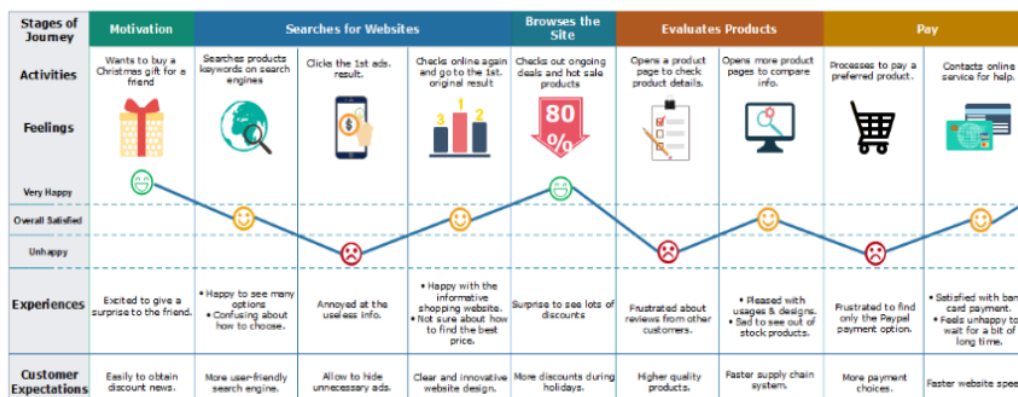 Stages of
Journey
Motivation
Searches for Websites
Browses the
Site
Evaluates Products
Pay
Activities
Wants to buy a
Christmas gift for a
friend
Searches products
keywords on search
engines
Clicks the 1st ads.
result.
Checks online again
and go to the 1st.
original result
Checks out ongoing
deals and hot sale
products
Opens a product
page to check
product details.
Opens more product
pages to compare
info.
Processes to pay a
preferred product.
Contacts online
service for help.
Feelings
3 1 2
80
%
Very Happy
Overall Satisfied
Unhappy
Experiences
Excited to give a
surprise to the friend.
• Happy to see many
options
• Confusing about
how to choose.
Annoyed at the
useless info.
• Happy with the
informative
shopping website.
• Not sure about how
to find the best
price.
Surprise to see lots of
discounts
Frustrated about
reviews from other
customers.
• Pleased with
usages & designs.
• Sad to see out of
stock products.
Frustrated to find
only the Paypal
payment option.
• Satisfied with ban
card payment.
• Feels unhappy to
wait for a bit of
long time.
Customer
Expectations
Easily to obtain
discount news.
More user-friendly
search engine.
Allow to hide
unnecessary ads.
Clear and innovative
website design.
More discounts during
holidays.
Higher quality
products.
Faster supply chain
system.
More payment
choices.
Faster website spee